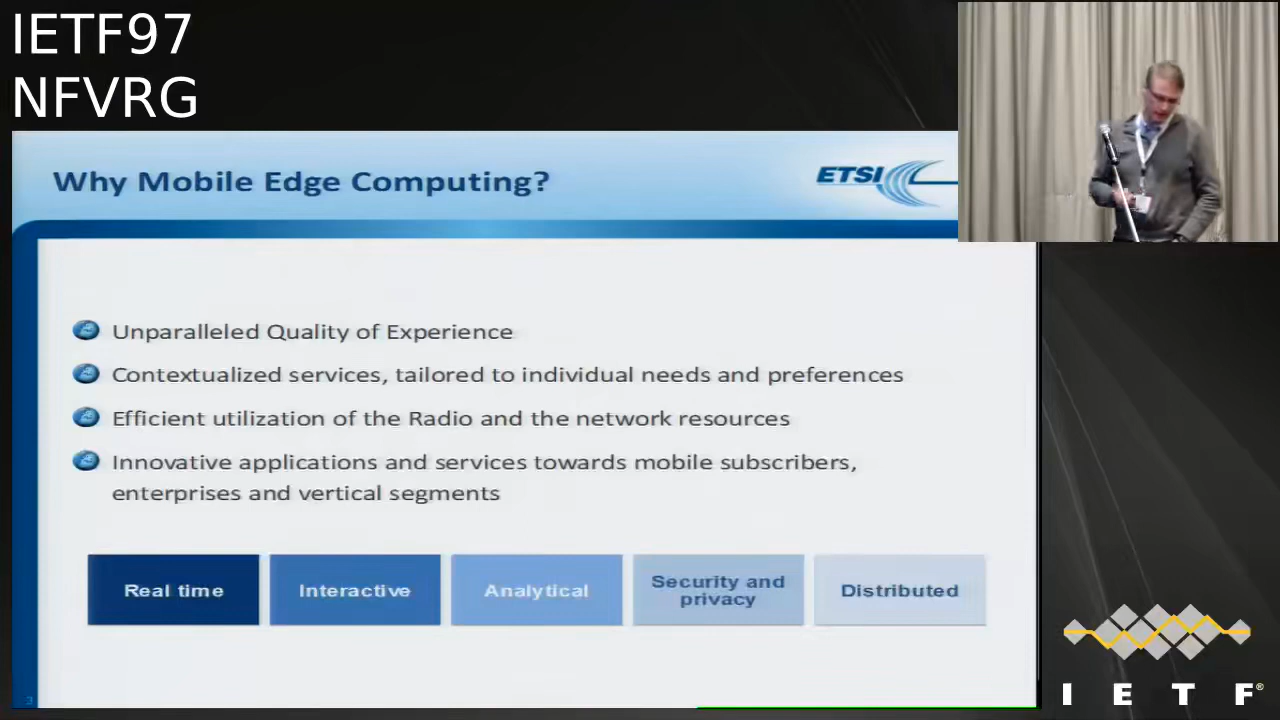 IETF97
NFVRG
Why Mobile Edge Computing?
ETSI
Unparalleled Quality of Experience
Contextualized services, tailored to individual needs and preferences
Efficient utilization of the Radio and the network resources
Innovative applications and services towards mobile subscribers,
enterprises and vertical segments
Real time
Interactive
Analytical
Security and
privacy
Distributed
3
I E T F®